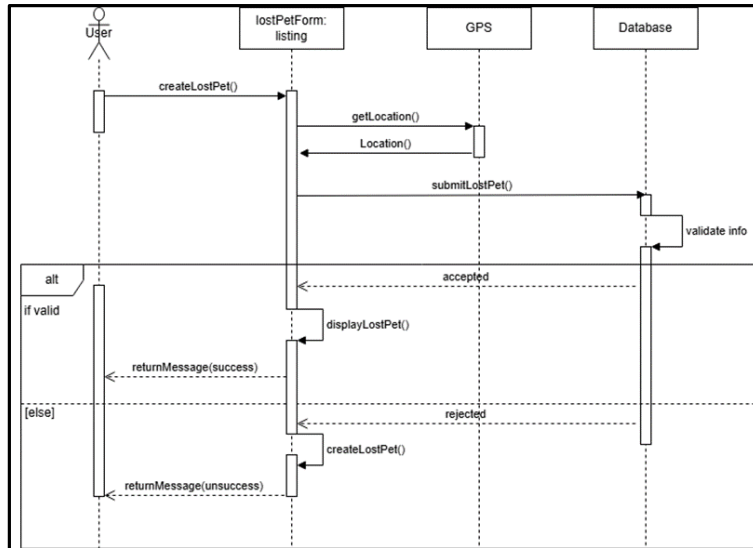 User
lostPetForm:
listing
GPS
Database
createLostPet()
getLocation()
Location()
submitLostPet()
validate info
alt
accepted
if valid
displayLostPet()
returnMessage(success)
[else]
rejected
createLostPet()
returnMessage(unsuccess)